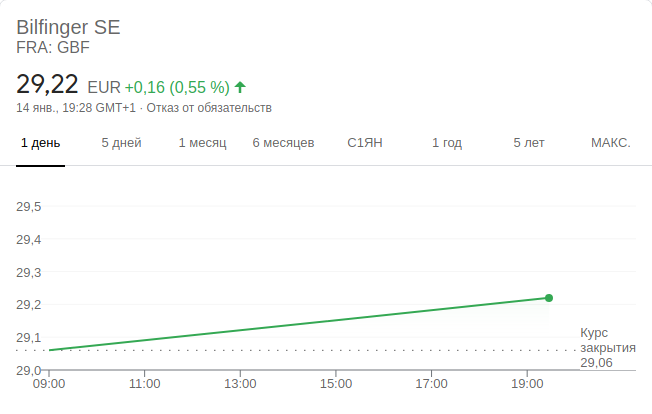 Bilfinger SE
FRA: GBF
29,22 EUR +0,16 (0,55 %)
14 янв., 19:28 GMT+1 · Отказ от обязательств
1 день 5 дней 1 месяц 6 месяцев С1ЯН 1 год 5 лет МАКС.
29,5
29,4
29,3
29,2
29,1
29,0
Курс
закрытия
29,06
09:00 11:00 13:00 15:00 17:00 19:00